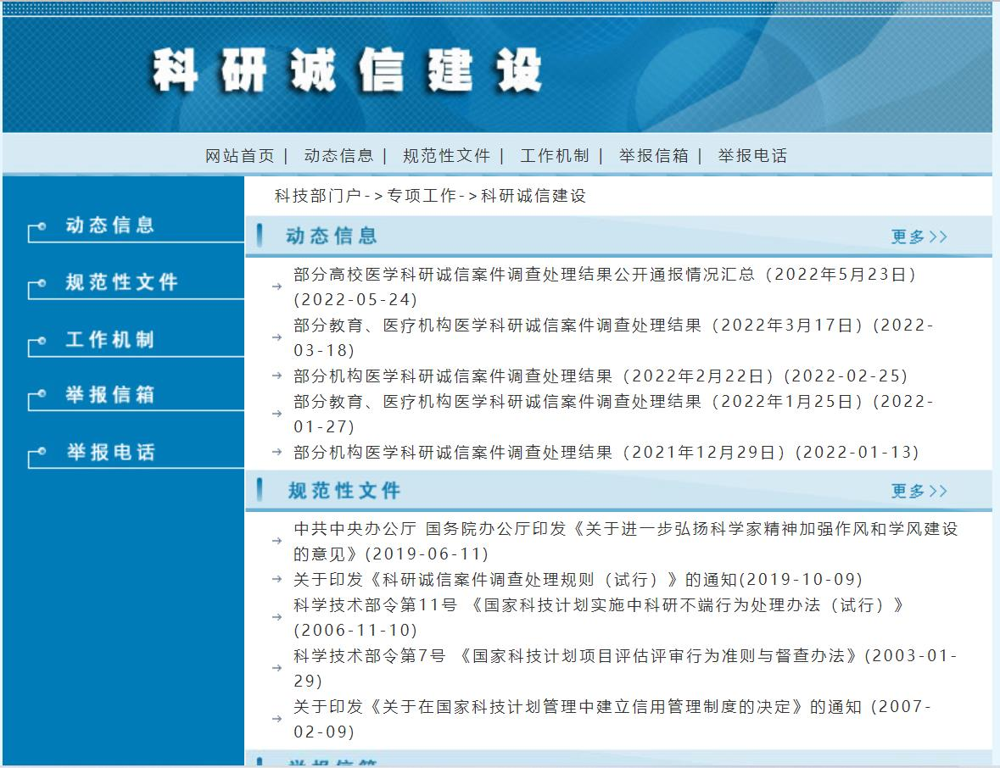 科研诚信建设
网站首页 | 动态信息 | 规范性文件 | 工作机制 | 举报信箱 | 举报电话
动态信息
规范性文件
工作机制
举报信箱
举报电话
科技部门户->专项工作->科研诚信建设
动态信息 更多>>
部分高校医学科研诚信案件调查处理结果公开通报情况汇总（2022年5月23日）
(2022-05-24)
部分教育、医疗机构医学科研诚信案件调查处理结果（2022年3月17日）(2022-
03-18)
部分机构医学科研诚信案件调查处理结果（2022年2月22日）(2022-02-25)
部分教育、医疗机构医学科研诚信案件调查处理结果（2022年1月25日）(2022-
01-27)
部分机构医学科研诚信案件调查处理结果（2021年12月29日）(2022-01-13)
规范性文件 更多>>
中共中央办公厅 国务院办公厅印发《关于进一步弘扬科学家精神加强作风和学风建设
的意见》(2019-06-11)
关于印发《科研诚信案件调查处理规则（试行）》的通知(2019-10-09)
科学技术部令第11号 《国家科技计划实施中科研不端行为处理办法（试行）》
(2006-11-10)
科学技术部令第7号 《国家科技计划项目评估评审行为准则与督查办法》(2003-01-
29)
关于印发《关于在国家科技计划管理中建立信用管理制度的决定》的通知 (2007-
02-09)
举报信箱